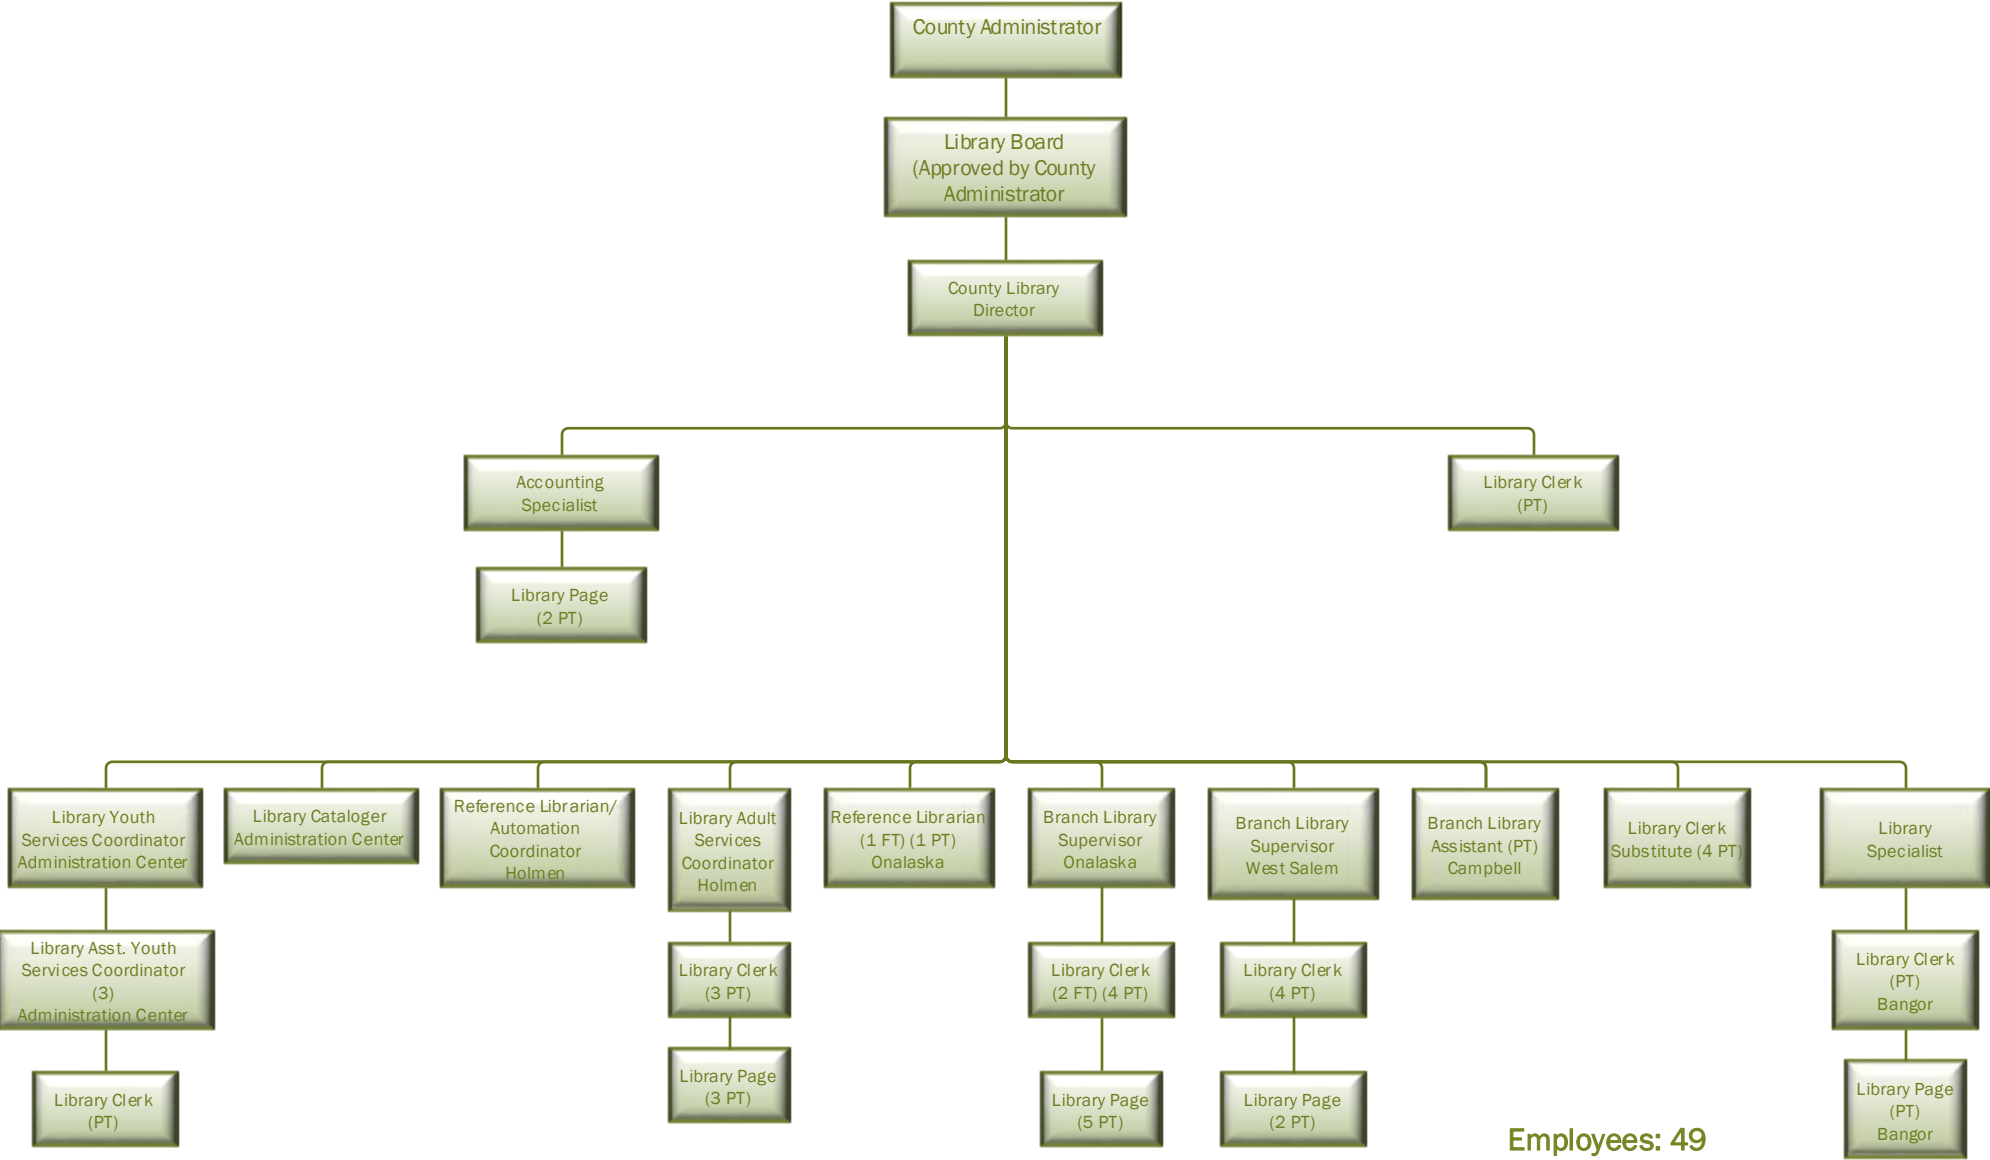 County Administrator
Library Board
(Approved by County
Administrator
County Library
Director
Accounting
Specialist
Library Clerk
(PT)
Library Page
(2 PT)
Library Youth
Services Coordinator
Administration Center
Library Cataloger
Administration Center
Reference Librarian/
Automation
Coordinator
Holmen
Library Adult
Services
Coordinator
Holmen
Reference Librarian
(1 FT) (1 PT)
Onalaska
Branch Library
Supervisor
Onalaska
Branch Library
Supervisor
West Salem
Branch Library
Assistant (PT)
Campbell
Library Clerk
Substitute (4 PT)
Library
Specialist
Library Asst. Youth
Services Coordinator
(3)
Administration Center
Library Clerk
(3 PT)
Library Clerk
(2 FT) (4 PT)
Library Clerk
(4 PT)
Library Clerk
(PT)
Bangor
Library Clerk
(PT)
Library Page
(3 PT)
Library Page
(5 PT)
Library Page
(2 PT)
Library Page
(PT)
Bangor
Employees: 49